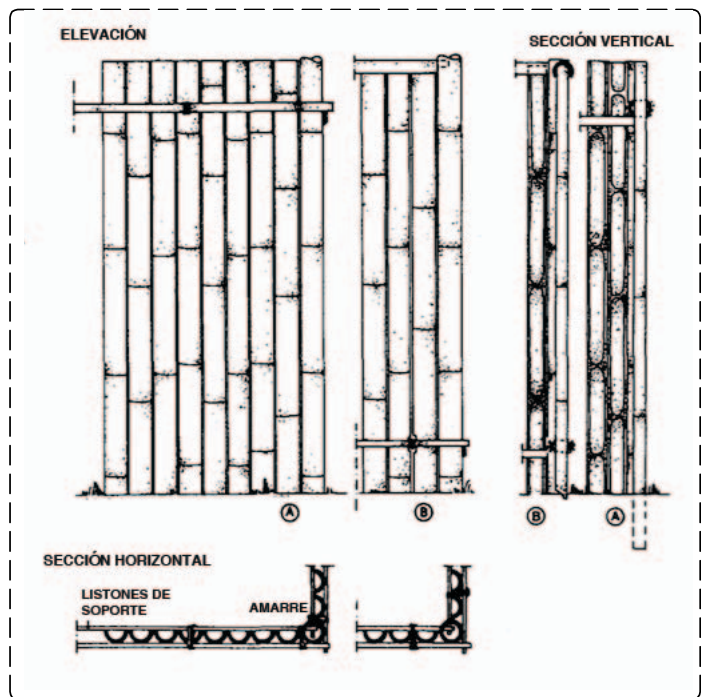 ELEVACIÓN
SECCIÓN VERTICAL
A
B
B
A
SECCIÓN HORIZONTAL
LISTONES DE
SOPORTE
AMARRE